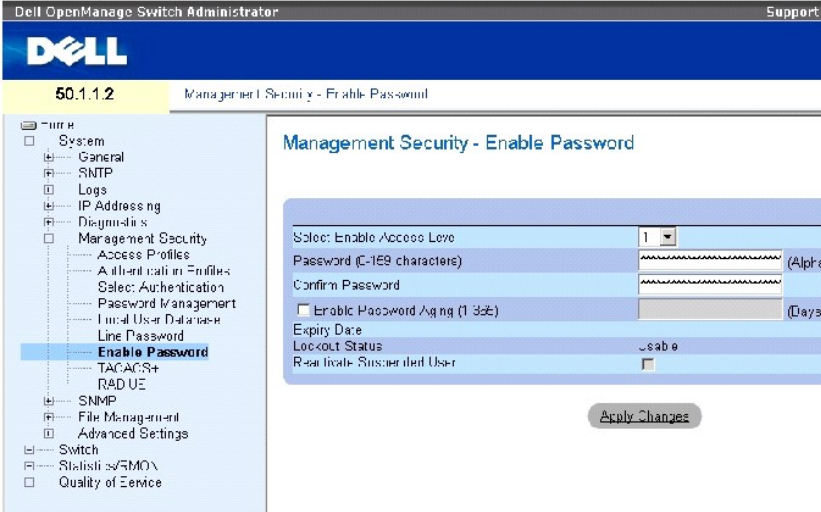 Dell OpenManage Switch Administrator
Support
DELL
50.1.1.2
Management Security - Enable Password
Home
System
General
SNTP
Logs
IP Addressing
Diagnostics
Management Security
Access Profiles
Authentication Profiles
Select Authentication
Password Management
Local User Database
Line Password
Enable Password
TACACS+
RADIUS
SNMP
File Management
Advanced Settings
Switch
Statistics/RMON
Quality of Service
Management Security - Enable Password
Select Enable Access Level
1
Password (0-159 characters)
(Alpha
Confirm Password
Enable Password Aging (1-365)
(Days
Expiry Date
Lockout Status
Usable
Reactivate Suspended User
Apply Changes